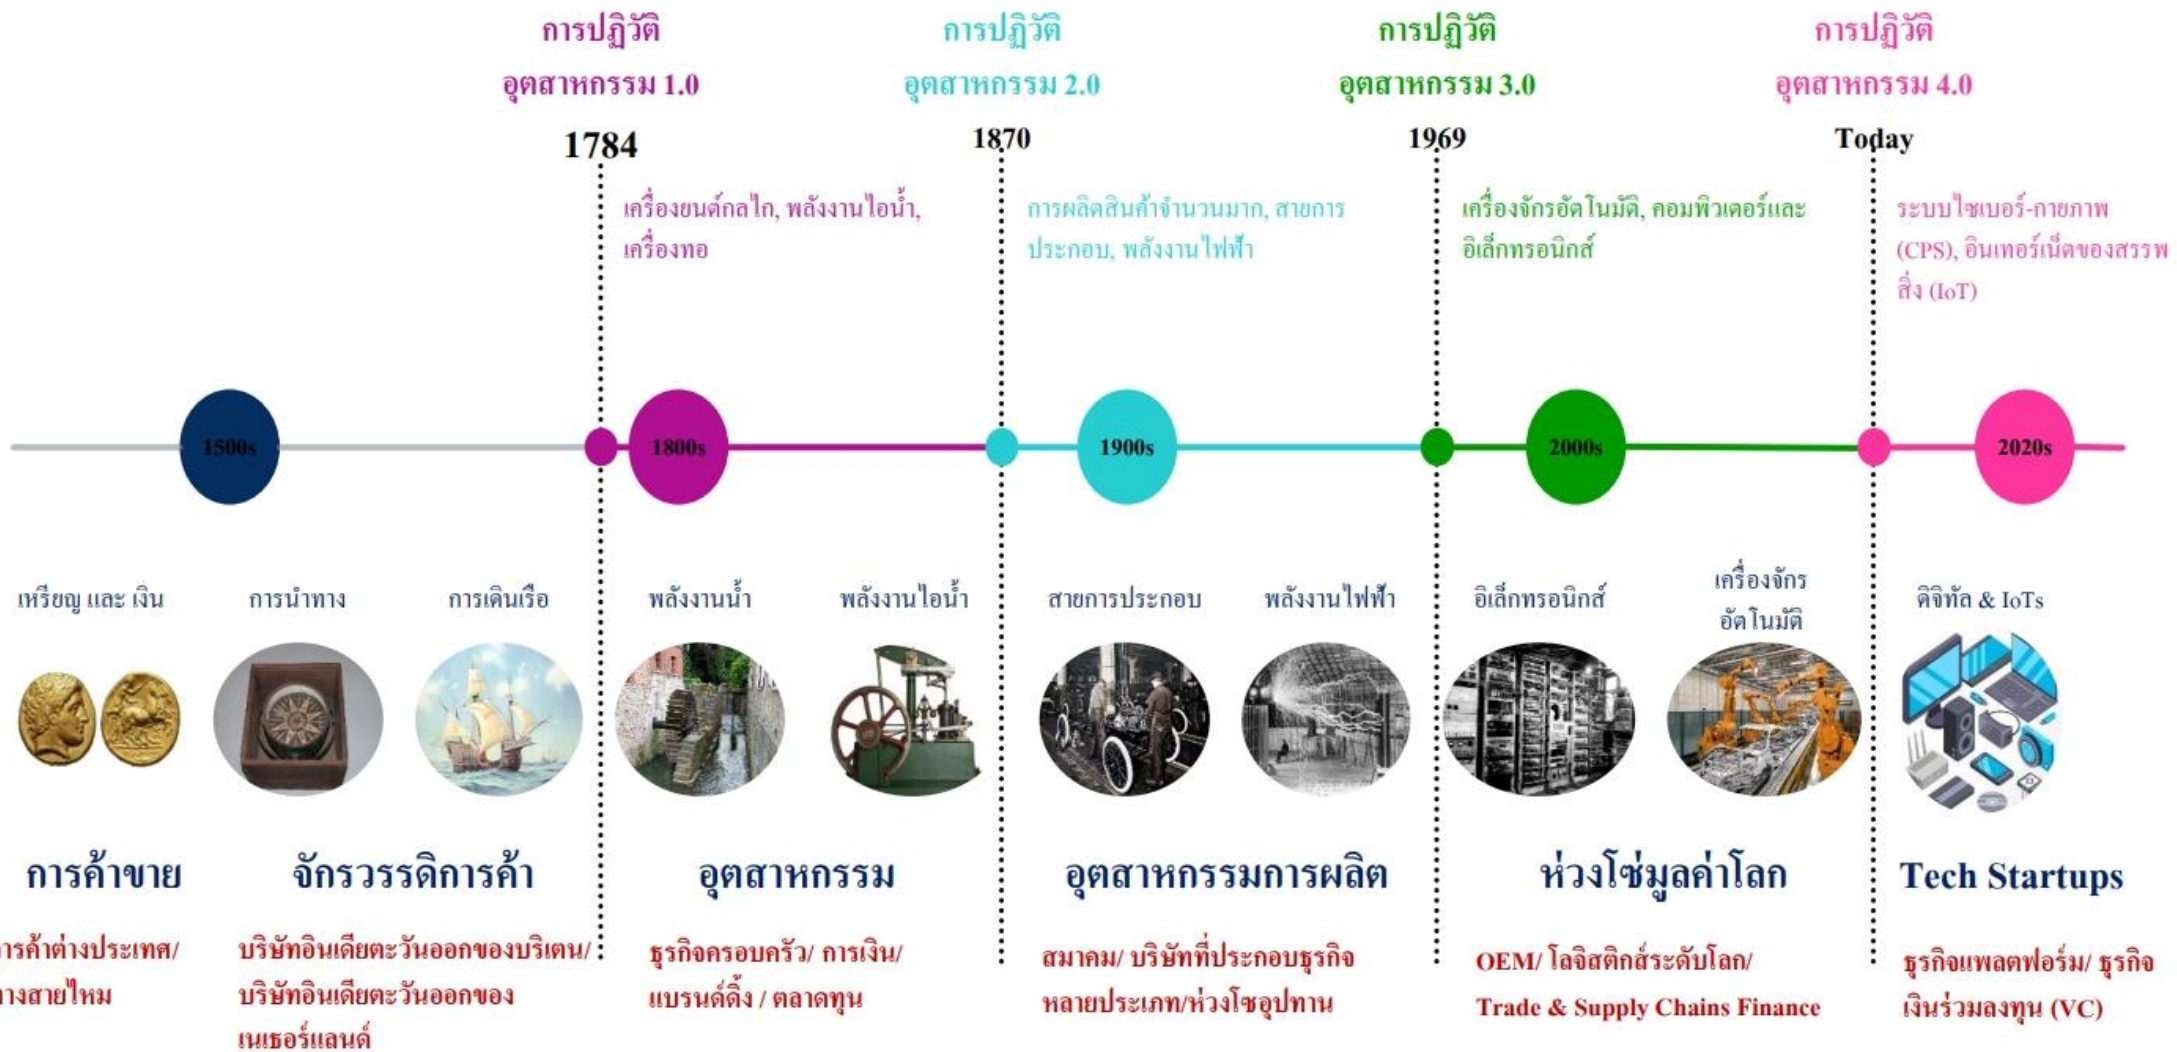 การปฏิวัติ
อุตสาหกรรม 1.0
1784
การปฏิวัติ
อุตสาหกรรม 2.0
1870
การปฏิวัติ
อุตสาหกรรม 3.0
1969
การปฏิวัติ
อุตสาหกรรม 4.0
Today
เครื่องยนต์กลไก, พลังงานไอน้ำ,
เครื่องทอ
การผลิตสินค้าจำนวนมาก, สายการ
ประกอบ, พลังงานไฟฟ้า
เครื่องจักรอัตโนมัติ, คอมพิวเตอร์และ
อิเล็กทรอนิกส์
ระบบไซเบอร์-กายภาพ
(CPS), อินเทอร์เน็ตของสรรพ
สิ่ง (IoT)
1500s
1800s
1900s
2000s
2020s
เหรียญ และ เงิน
การนำทาง
การเดินเรือ
พลังงานน้ำ
พลังงานไอน้ำ
สายการประกอบ
พลังงานไฟฟ้า
อิเล็กทรอนิกส์
เครื่องจักร
อัตโนมัติ
ดิจิทัล & IoTs
การค้าขาย
จักรวรรดิการค้า
อุตสาหกรรม
อุตสาหกรรมการผลิต
ห่วงโซ่มูลค่าโลก
Tech Startups
การค้าต่างประเทศ/
ทางสายไหม
บริษัทอินเดียตะวันออกของบริเตน/
บริษัทอินเดียตะวันออกของ
เนเธอร์แลนด์
ธุรกิจครอบครัว/ การเงิน/
แบรนด์ดิ้ง / ตลาดทุน
สมาคม/ บริษัทที่ประกอบธุรกิจ
หลายประเภท/ห่วงโซอุปทาน
OEM/ โลจิสติกส์ระดับโลก/
Trade & Supply Chains Finance
ธุรกิจแพลตฟอร์ม/ ธุรกิจ
เงินร่วมลงทุน (VC)